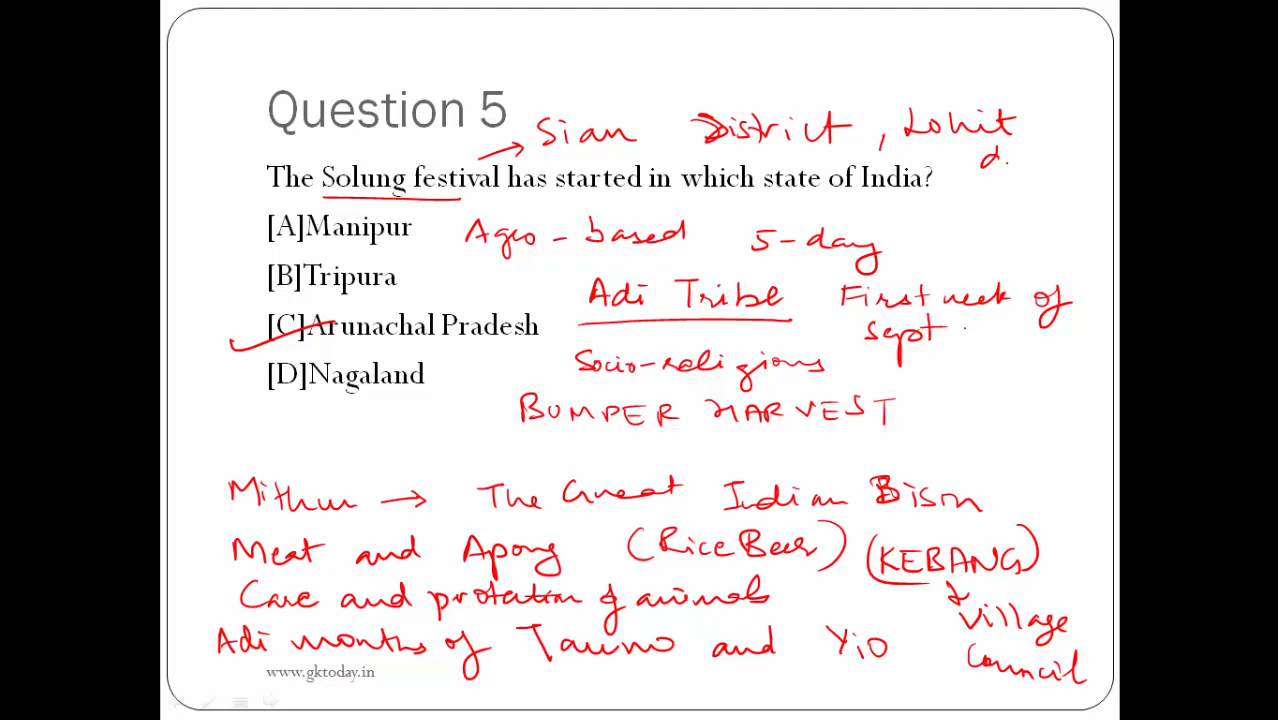 Question 5
Sian District, Lohit
d.
The Solung festival has started in which state of India?
[A]Manipur
Agro-based 5-day
[B]Tripura
Adi Tribe First week of
sept
[C]Arunachal Pradesh
[D]Nagaland
Socio-religious
BUMPER HARVEST
Mithun → The Great Indian Bison
Meat and Apong (Rice Beer) (KEBANG)
Care and protection of animals
Village
Adi months of Tauno and Yio
Council
www.gktoday.in